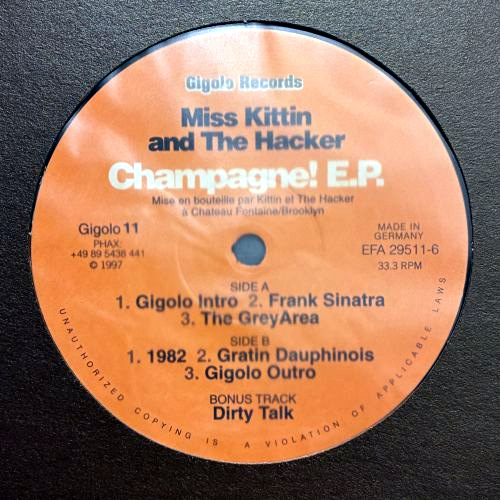 Gigolo Records
Miss Kittin
and The Hacker
Champagne! E.P.
Mise en bouteille par Kittin et The Hacker
à Chateau Fontaine/Brooklyn
Gigolo 11
PHAX:
+49 89 5436 441
© 1997
MADE IN
GERMANY
EFA 29511-6
33.3 RPM
SIDE A
1. Gigolo Intro 2. Frank Sinatra
3. The GreyArea
SIDE B
1. 1982 2. Gratin Dauphinois
3. Gigolo Outro
BONUS TRACK
Dirty Talk
UNAUTHORIZED COPYING IS A VIOLATION OF APPLICABLE LAWS